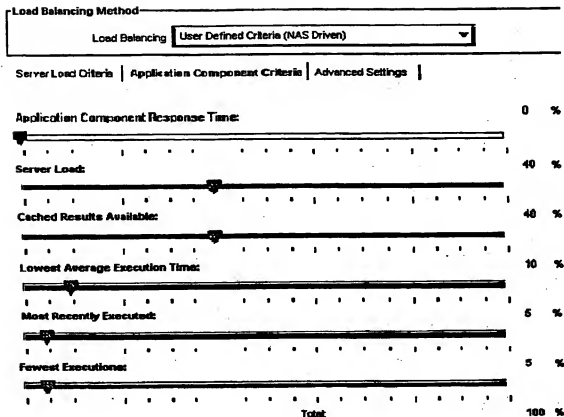 Load Balancing Method
Load Balancing User Defined Criteria (NAS Driven)
Server Load Criteria | Application Component Criteria | Advanced Settings |
Application Component Response Time: 0 %
Server Load: 40 %
Cached Results Available: 40 %
Lowest Average Execution Time: 10 %
Most Recently Executed: 5 %
Fewest Executions: 5 %
Total: 100 %